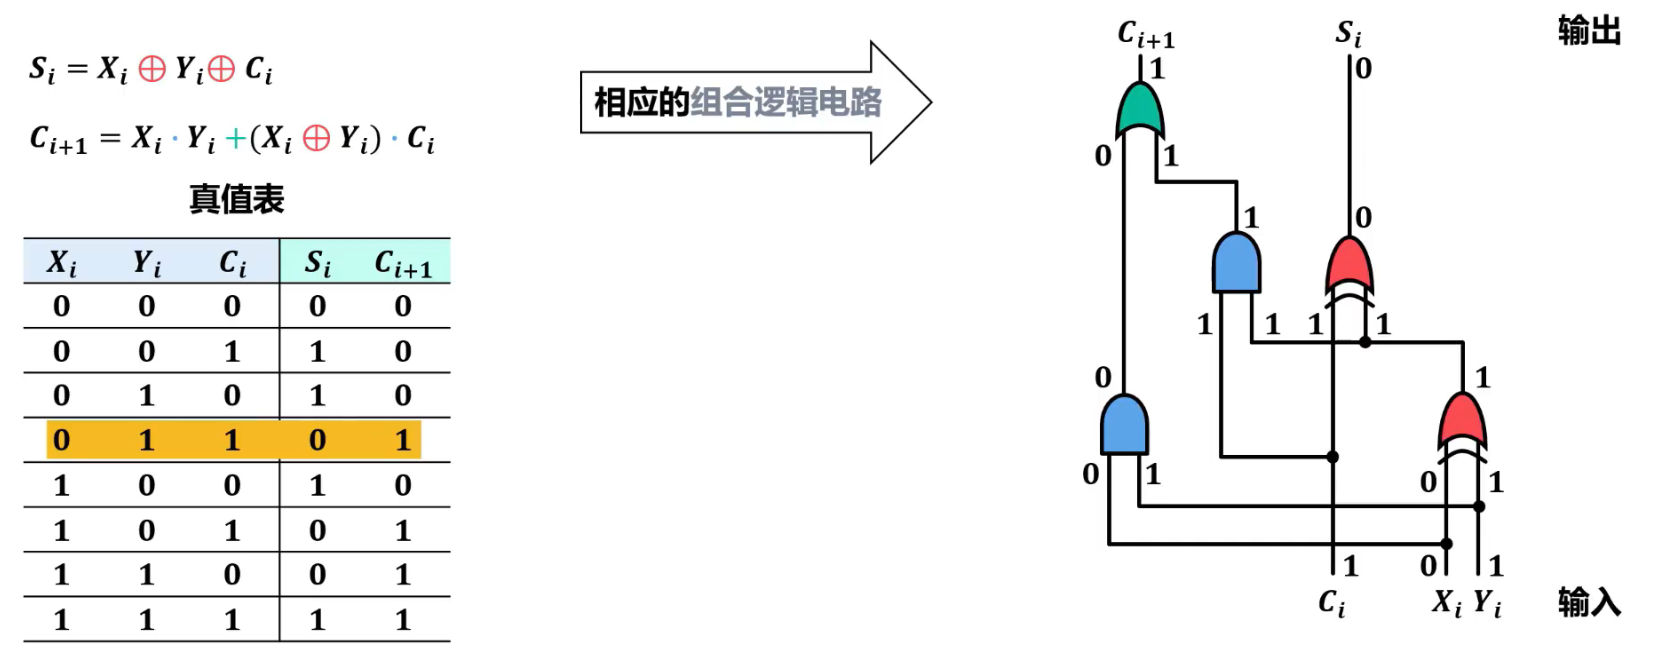 S_i = X_i ⊕ Y_i ⊕ C_i
C_{i+1} = X_i · Y_i + (X_i ⊕ Y_i) · C_i
真值表
X_i Y_i C_i S_i C_{i+1}
0 0 0 0 0
0 0 1 1 0
0 1 0 1 0
0 1 1 0 1
1 0 0 1 0
1 0 1 0 1
1 1 0 0 1
1 1 1 1 1
相应的组合逻辑电路
C_{i+1} S_i 输出
1 0
0 1
1 0
1 1 1 1
0 1
0 1 0 1
1 0 1
C_i X_i Y_i 输入